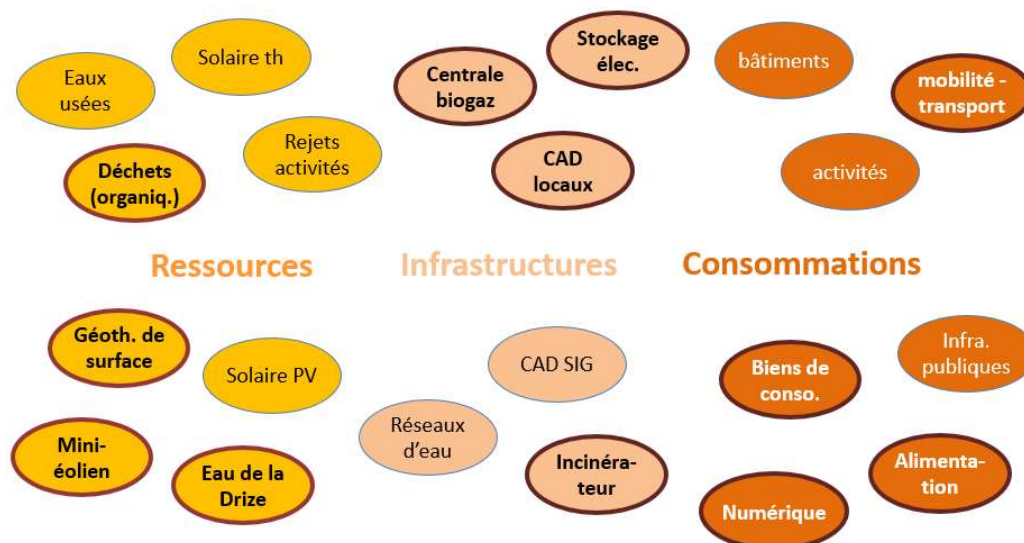 Eaux
usées
Solaire th
Déchets
(organiq.)
Rejets
activités
Centrale
biogaz
Stockage
élec.
CAD
locaux
bâtiments
mobilité -
transport
activités
Ressources
Infrastructures
Consommations
Géoth. de
surface
Solaire PV
Mini-
éolien
Eau de la
Drize
CAD SIG
Réseaux
d'eau
Incinéra-
teur
Biens de
conso.
Infra.
publiques
Numérique
Alimenta-
tion